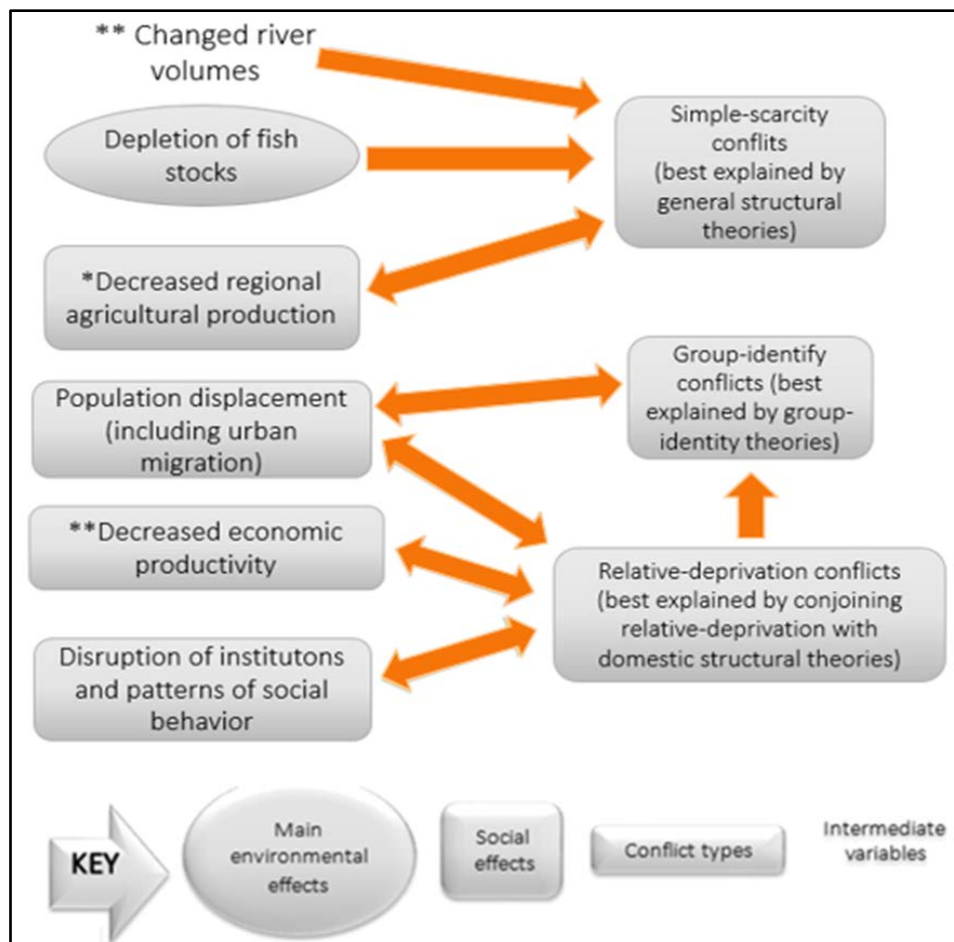 ** Changed river
volumes
Depletion of fish
stocks
*Decreased regional
agricultural production
Population displacement
(including urban
migration)
**Decreased economic
productivity
Disruption of institutons
and patterns of social
behavior
Simple-scarcity
conflits
(best explained by
general structural
theories)
Group-identify
conflicts (best
explained by group-
identity theories)
Relative-deprivation conflicts
(best explained by conjoining
relative-deprivation with
domestic structural theories)
KEY
Main
environmental
effects
Social
effects
Conflict types
Intermediate
variables